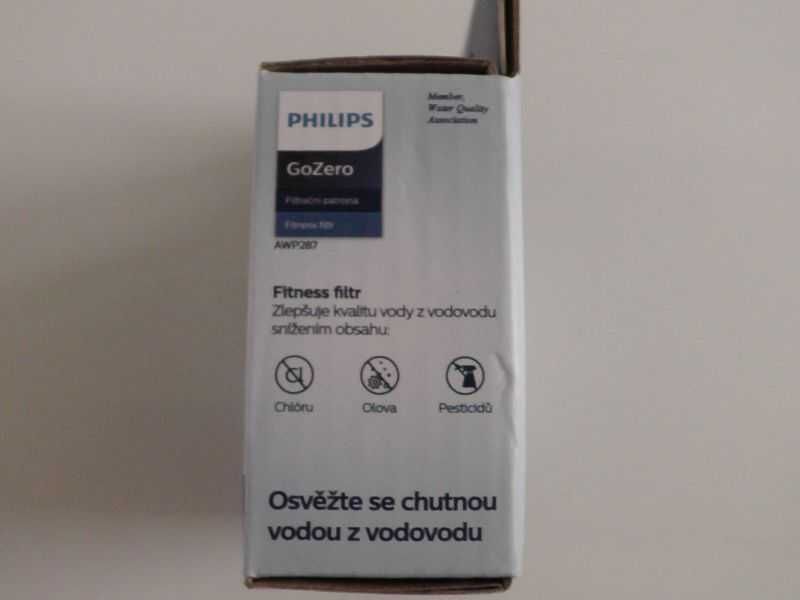 PHILIPS
Member,
Water Quality
Association
GoZero
Filtrační patrona
Fitness filtr
AWP287
Fitness filtr
Zlepšuje kvalitu vody z vodovodu
snížením obsahu:
Chlóru
Olova
Pesticidů
Osvěžte se chutnou
vodou z vodovodu